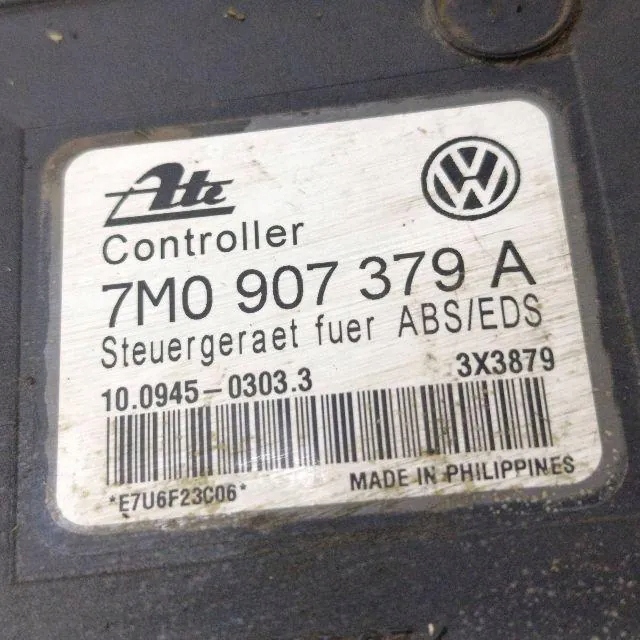 Ate
Controller
7M0 907 379 A
Steuergeraet fuer ABS/EDS
10.0945-0303.3 3X3879
*E7U6F23C06* MADE IN PHILIPPINES